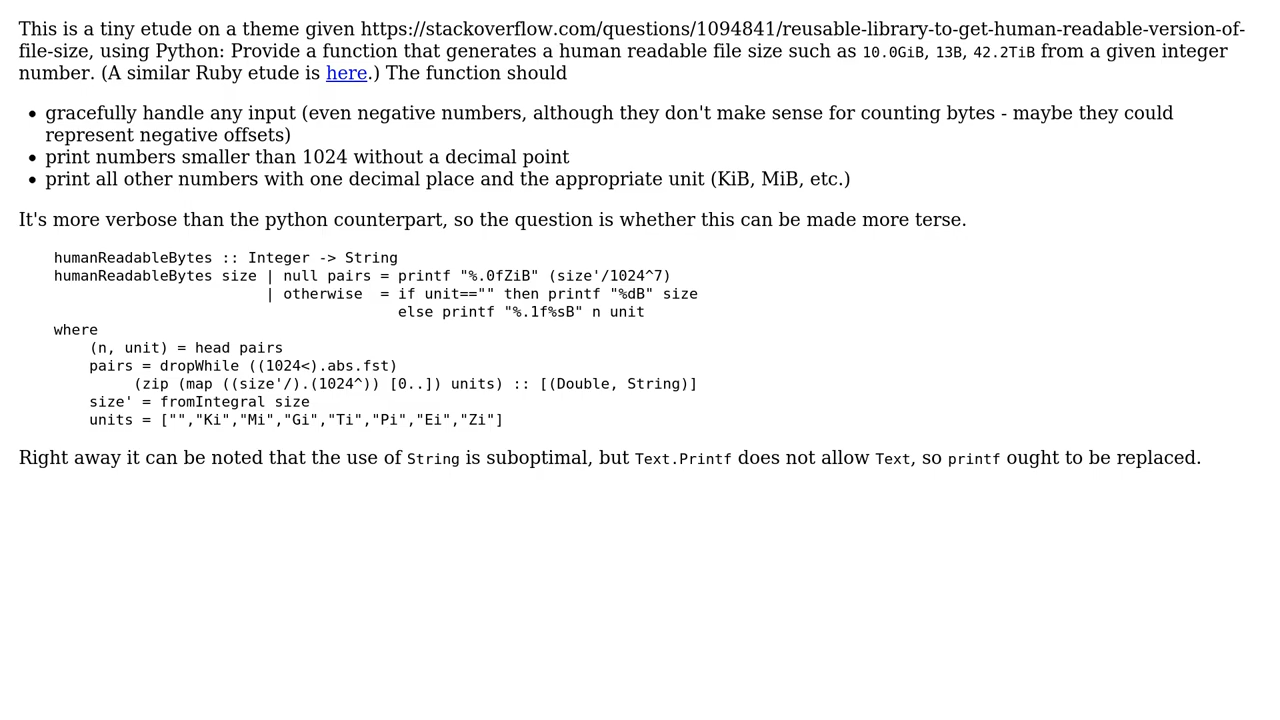 This is a tiny etude on a theme given https://stackoverflow.com/questions/1094841/reusable-library-to-get-human-readable-version-of-
file-size, using Python: Provide a function that generates a human readable file size such as 10.0GiB, 13B, 42.2TiB from a given integer
number. (A similar Ruby etude is here.) The function should
• gracefully handle any input (even negative numbers, although they don't make sense for counting bytes - maybe they could
represent negative offsets)
• print numbers smaller than 1024 without a decimal point
• print all other numbers with one decimal place and the appropriate unit (KiB, MiB, etc.)
It's more verbose than the python counterpart, so the question is whether this can be made more terse.
humanReadableBytes :: Integer -> String
humanReadableBytes size | null pairs = printf "%.0fZiB" (size'/1024^7)
                        | otherwise  = if unit=="" then printf "%dB" size
                                       else printf "%.1f%sB" n unit
where
    (n, unit) = head pairs
    pairs = dropWhile ((1024<).abs.fst)
         (zip (map ((size'/).(1024^)) [0..]) units) :: [(Double, String)]
    size' = fromIntegral size
    units = ["","Ki","Mi","Gi","Ti","Pi","Ei","Zi"]
Right away it can be noted that the use of String is suboptimal, but Text.Printf does not allow Text, so printf ought to be replaced.